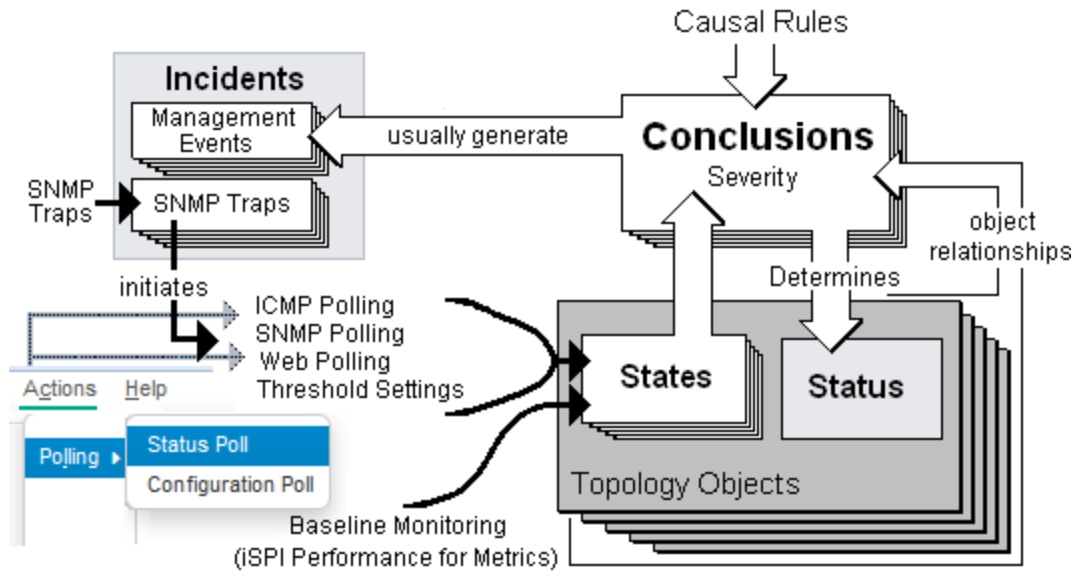 Causal Rules
Incidents
Management
Events
usually generate
Conclusions
Severity
SNMP
Traps
SNMP Traps
object
relationships
initiates
Determines
ICMP Polling
SNMP Polling
Web Polling
Threshold Settings
States
Status
Actions Help
Polling
Status Poll
Configuration Poll
Topology Objects
Baseline Monitoring
(iSPI Performance for Metrics)